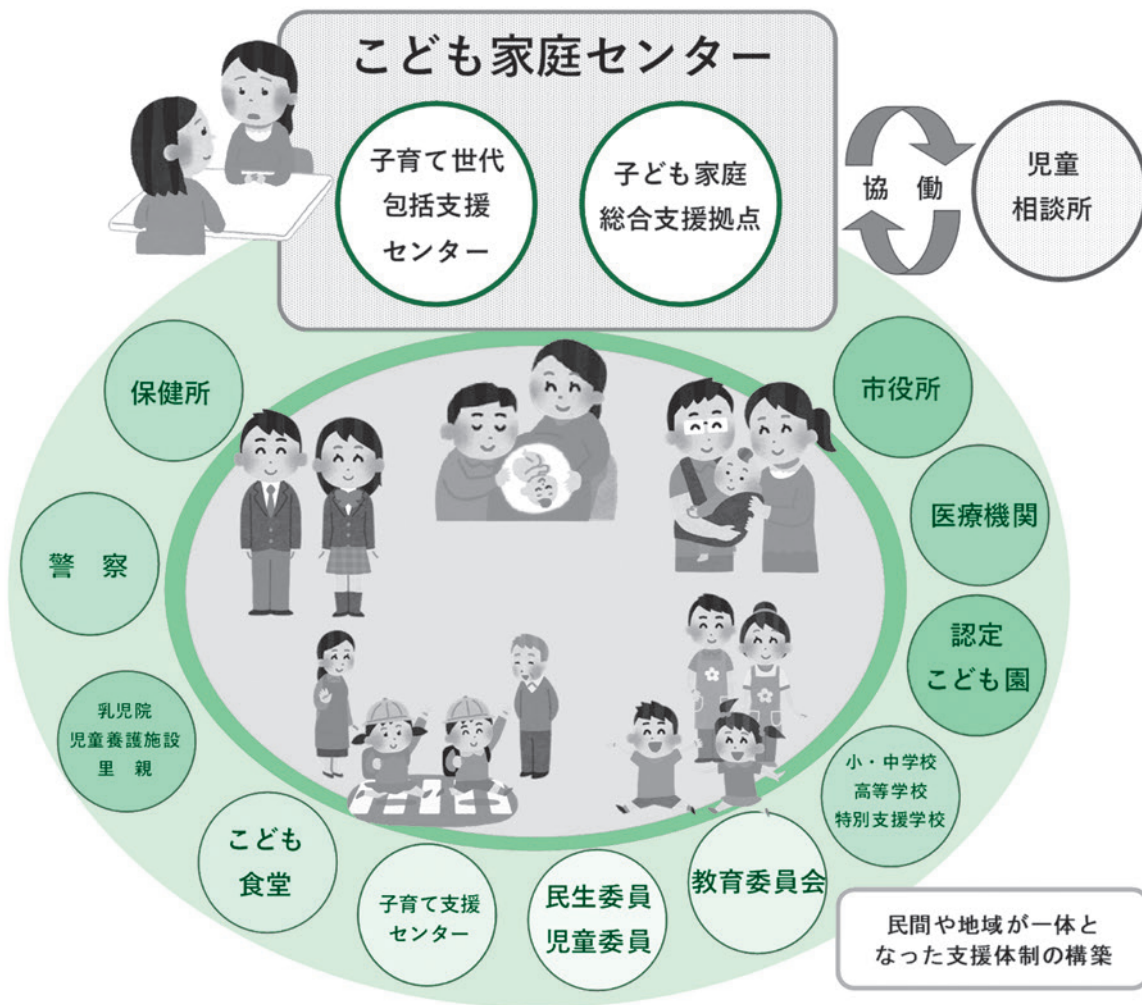 こども家庭センター
子育て世代
包括支援
センター
子ども家庭
総合支援拠点
協 働
児童
相談所
保健所
市役所
警 察
医療機関
認定
こども園
乳児院
児童養護施設
里 親
小・中学校
高等学校
特別支援学校
こども
食堂
子育て支援
センター
民生委員
児童委員
教育委員会
民間や地域が一体と
なった支援体制の構築